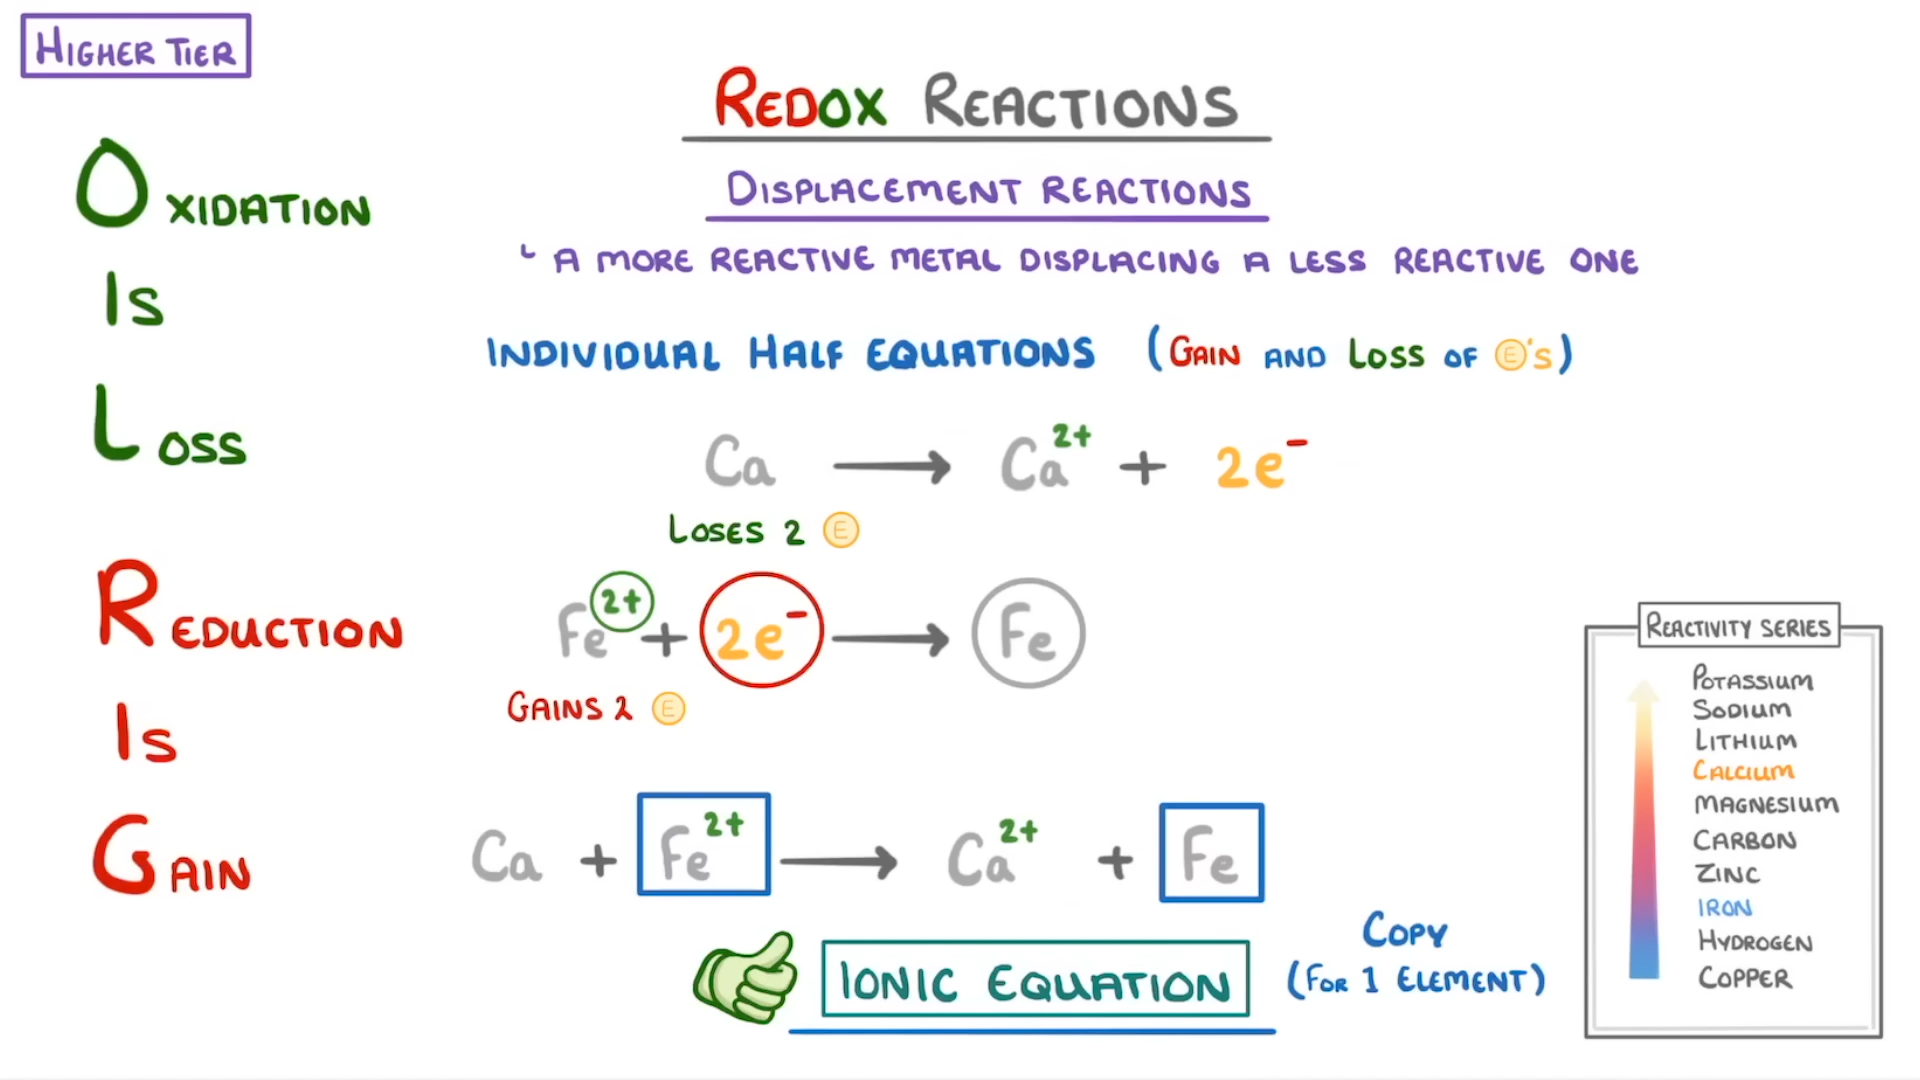 HIGHER TIER
REDOX REACTIONS
DISPLACEMENT REACTIONS
A MORE REACTIVE METAL DISPLACING A LESS REACTIVE ONE
OXIDATION
IS
LOSS
REDUCTION
IS
GAIN
INDIVIDUAL HALF EQUATIONS (GAIN AND LOSS OF E'S)
Ca → Ca²⁺ + 2e⁻
LOSES 2 E
Fe²⁺ + 2e⁻ → Fe
GAINS 2 E
Ca + Fe²⁺ → Ca²⁺ + Fe
IONIC EQUATION
COPY
(FOR 1 ELEMENT)
REACTIVITY SERIES
POTASSIUM
SODIUM
LITHIUM
CALCIUM
MAGNESIUM
CARBON
ZINC
IRON
HYDROGEN
COPPER